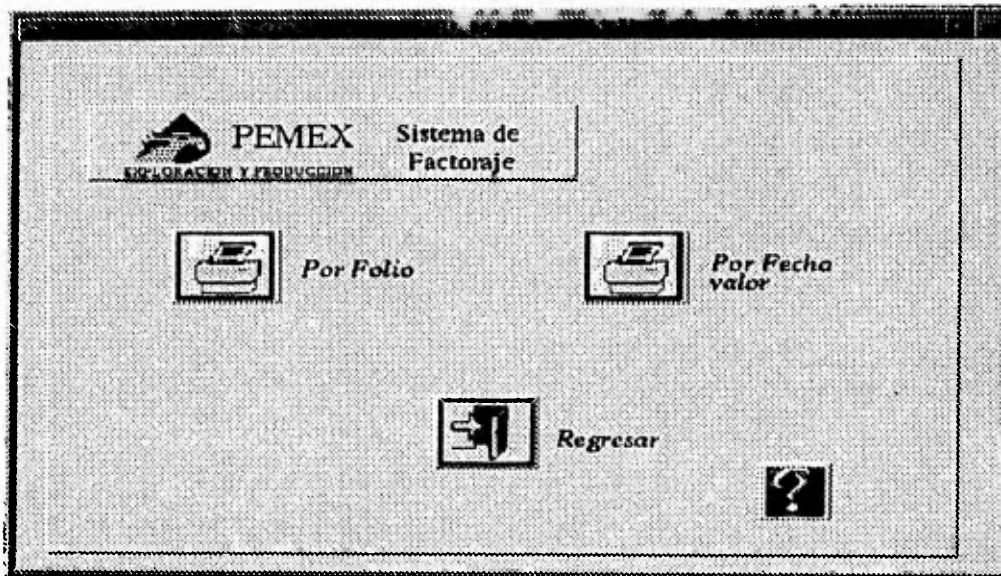 PEMEX
EXPLORACION Y PRODUCCION
Sistema de
Factoraje
Por Folio
Por Fecha
valor
Regresar
?